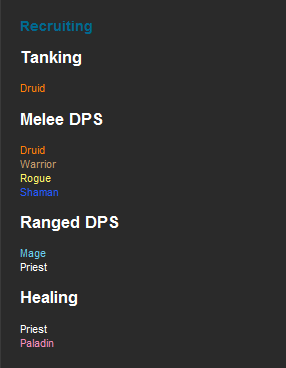 Recruiting
Tanking
Druid
Melee DPS
Druid
Warrior
Rogue
Shaman
Ranged DPS
Mage
Priest
Healing
Priest
Paladin